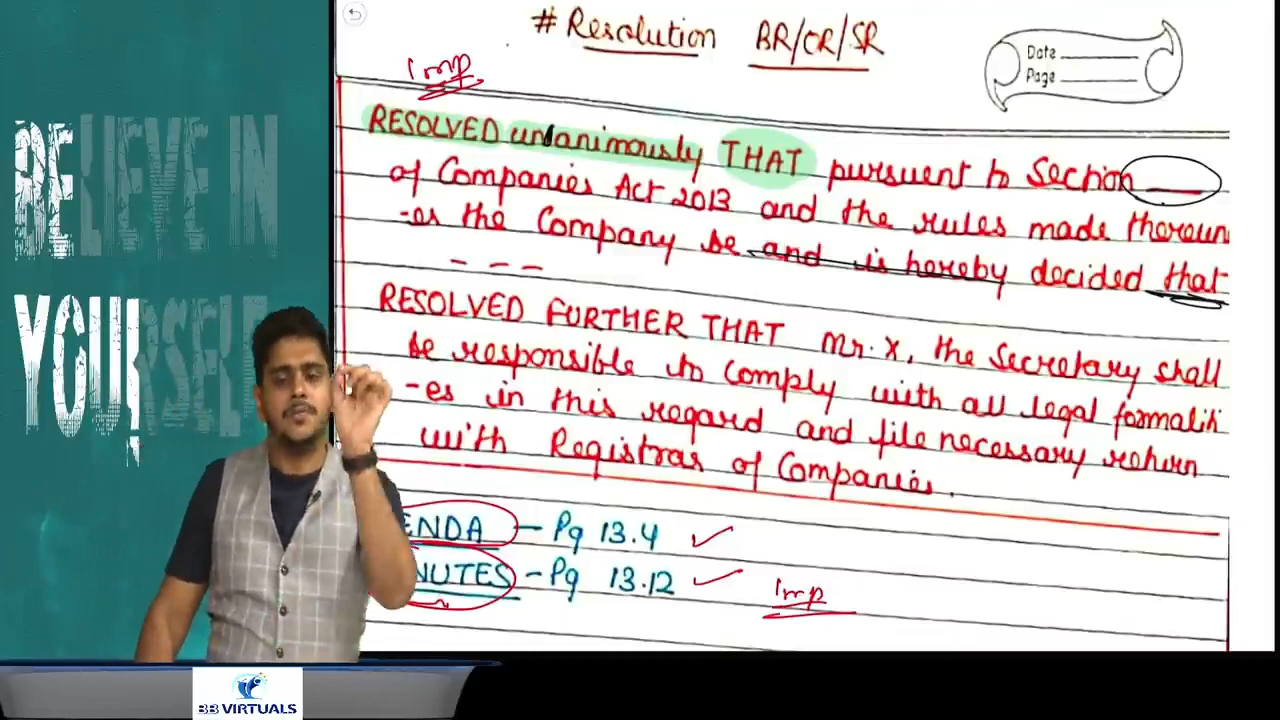 BELIEVE IN
YOURSELF
# Resolution BR/OR/SR
Imp
Date
Page
RESOLVED unanimously THAT pursuant to Section
of Companies Act 2013 and the rules made thereun
-es the Company be and is hereby decided that
RESOLVED FURTHER THAT Mr. X, the Secretary shall
be responsible to comply with all legal formaliti
-es in this regard and file necessary return
with Registrar of Companies.
ENDA - Pg 13.4
NUTES - Pg 13.12
Imp
BB VIRTUALS